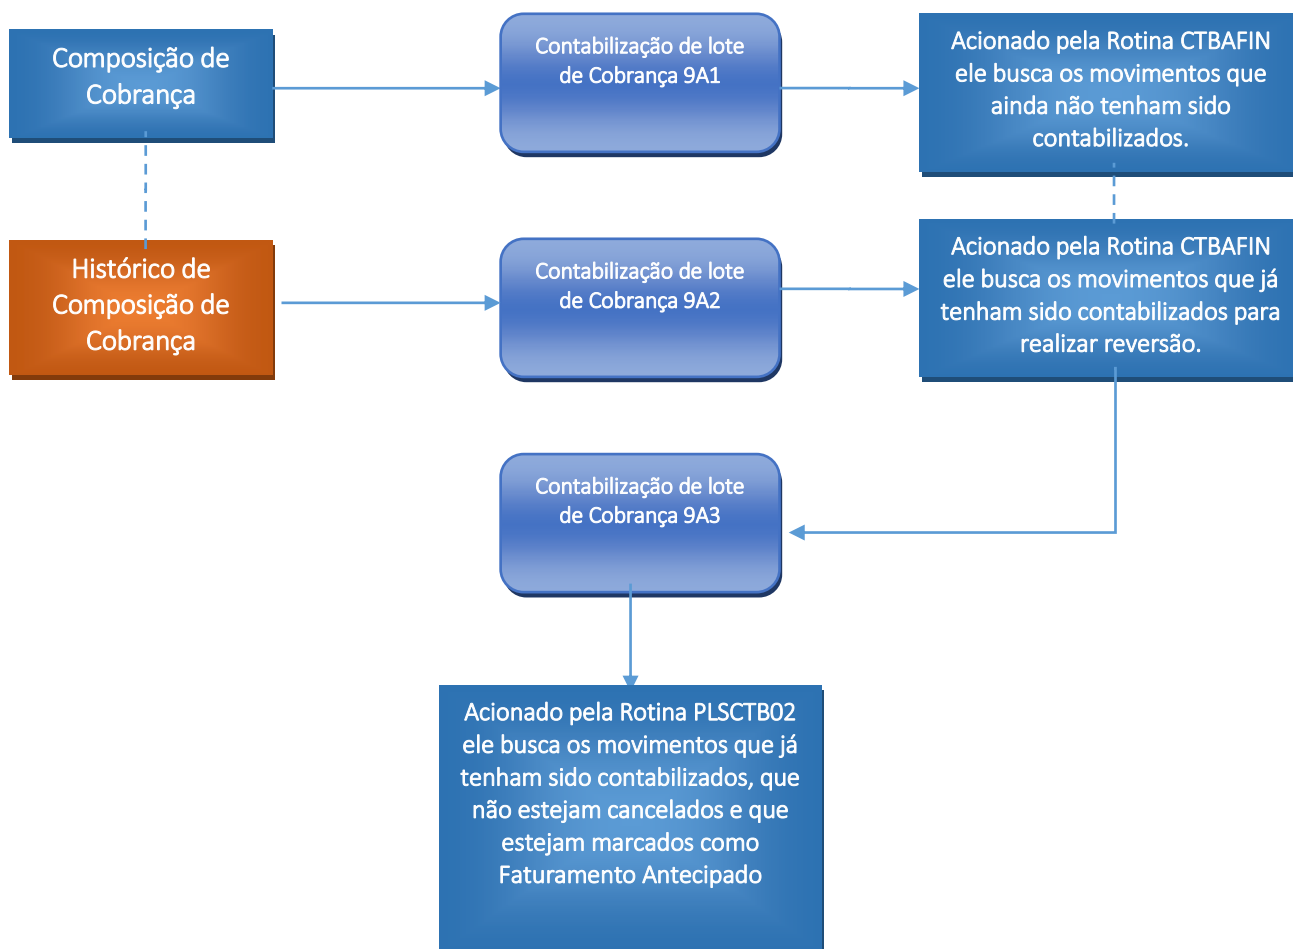 Composição de
Cobrança
Contabilização de lote
de Cobrança 9A1
Acionado pela Rotina CTBAFIN
ele busca os movimentos que
ainda não tenham sido
contabilizados.
Histórico de
Composição de
Cobrança
Contabilização de lote
de Cobrança 9A2
Acionado pela Rotina CTBAFIN
ele busca os movimentos que já
tenham sido contabilizados para
realizar reversão.
Contabilização de lote
de Cobrança 9A3
Acionado pela Rotina PLSCTB02
ele busca os movimentos que já
tenham sido contabilizados, que
não estejam cancelados e que
estejam marcados como
Faturamento Antecipado